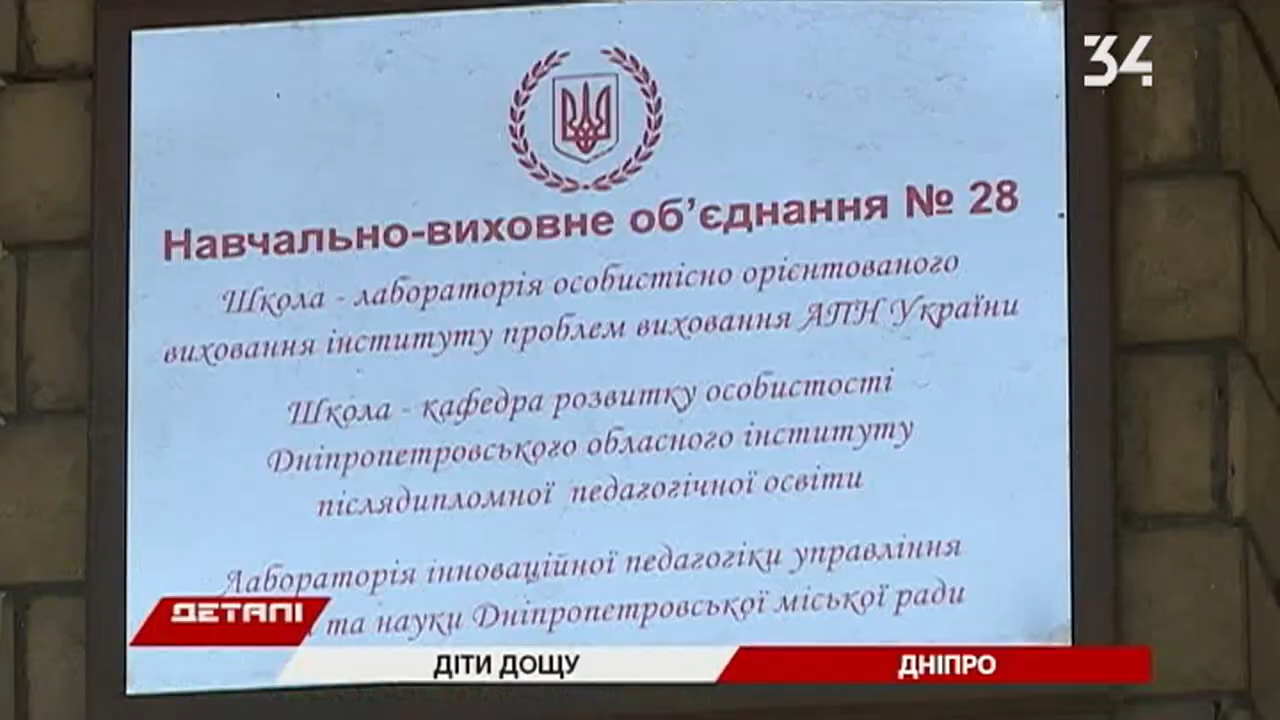 34
Навчально-виховне об’єднання № 28
Школа - лабораторія особистісно орієнтованого
виховання інституту проблем виховання АПН України
Школа - кафедра розвитку особистості
Дніпропетровського обласного інституту
післядипломної педагогічної освіти
Лабораторія інноваційної педагогіки управління
та науки Дніпропетровської міської ради
ДЕТАЛІ
ДІТИ ДОЩУ
ДНІПРО